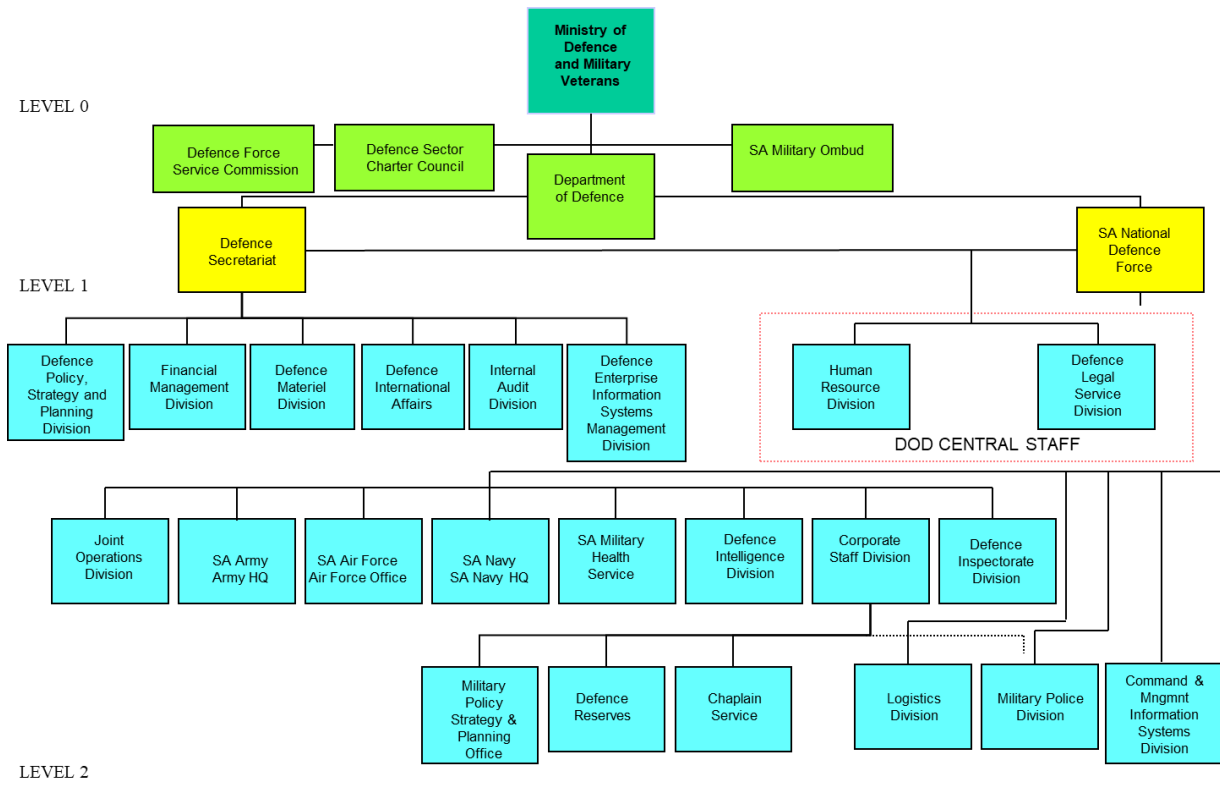 Ministry of
Defence
and Military
Veterans
LEVEL 0
Defence Force
Service Commission
Defence Sector
Charter Council
SA Military Ombud
Department
of Defence
Defence
Secretariat
SA National
Defence
Force
LEVEL 1
Defence
Policy,
Strategy and
Planning
Division
Financial
Management
Division
Defence
Materiel
Division
Defence
International
Affairs
Internal
Audit
Division
Defence
Enterprise
Information
Systems
Management
Division
Human
Resource
Division
Defence
Legal
Service
Division
DOD CENTRAL STAFF
Joint
Operations
Division
SA Army
Army HQ
SA Air Force
Air Force Office
SA Navy
SA Navy HQ
SA Military
Health
Service
Defence
Intelligence
Division
Corporate
Staff Division
Defence
Inspectorate
Division
Military
Policy
Strategy &
Planning
Office
Defence
Reserves
Chaplain
Service
Logistics
Division
Military Police
Division
Command &
Mngmnt
Information
Systems
Division
LEVEL 2